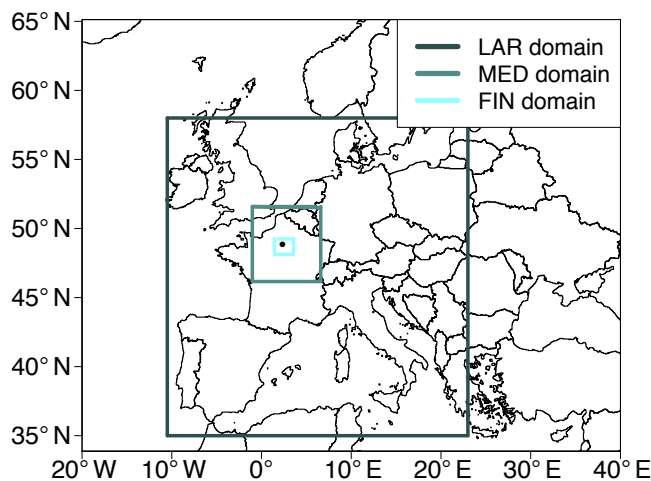 65° N
60° N
55° N
50° N
45° N
40° N
35° N
20° W
10° W
0°
10° E
20° E
30° E
40° E
LAR domain
MED domain
FIN domain